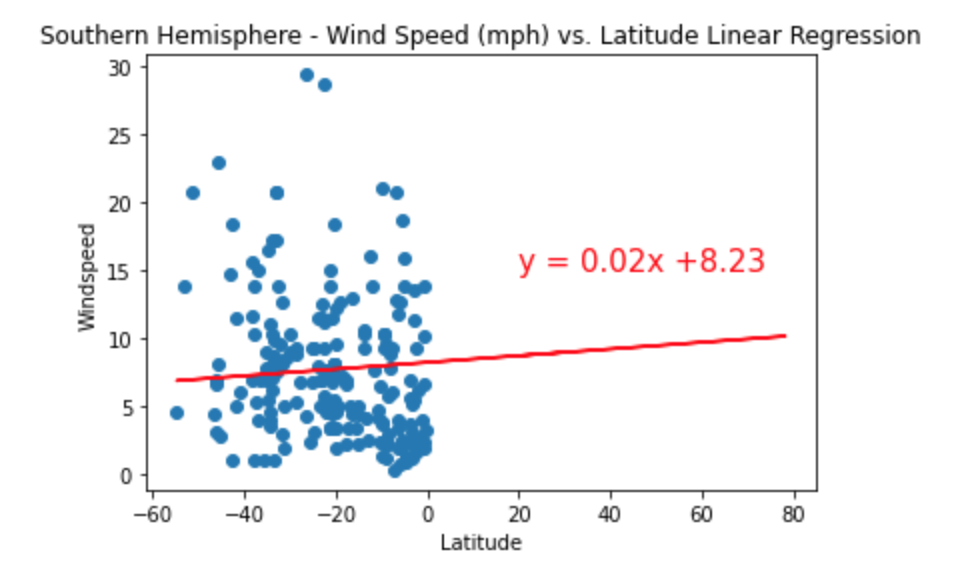 Southern Hemisphere - Wind Speed (mph) vs. Latitude Linear Regression
30
25
20
15
10
5
0
Windspeed
y = 0.02x +8.23
−60 −40 −20 0 20 40 60 80
Latitude